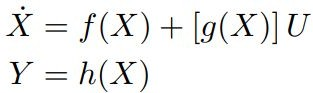 Ẋ = f(X) + [g(X)] U
Y = h(X)